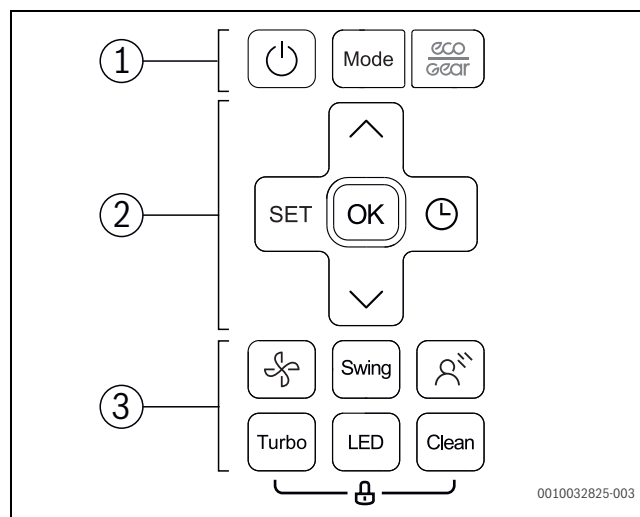 1
Mode
eco
Gear
2
SET
OK
3
Swing
Turbo
LED
Clean
0010032825-003